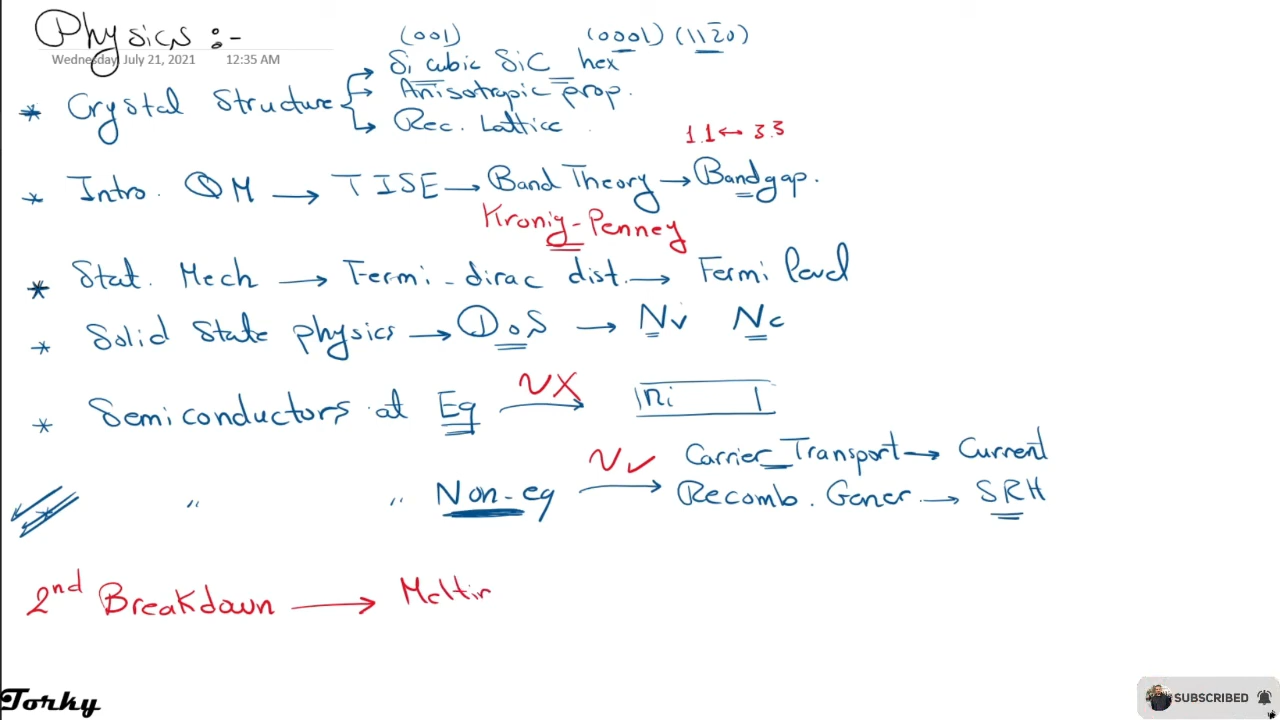 Physics :-
Wednesday, July 21, 2021 12:35 AM
(001) (0001) (112̄0)
Si cubic SiC hex
* Crystal Structure → Anisotropic prop.
Rec. Lattice
1.1 ↔ 3.3
* Intro. QM → TISE → Band Theory → Bandgap.
Kronig-Penney
* Stat. Mech → Fermi-dirac dist. → Fermi level
* Solid State physics → DoS → Nv Nc
* Semiconductors at Eq V X → ni
V ✓ Carrier Transport → Current
* " " Non-eq → Recomb. Gener → SRH
2nd Breakdown → Meltin
Torky
SUBSCRIBED